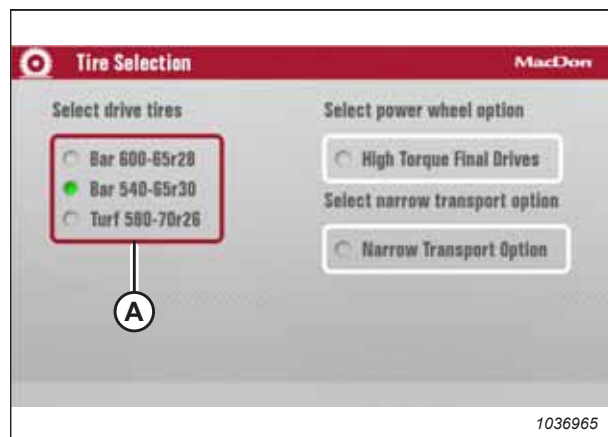 Tire Selection
MacDon
Select drive tires
Bar 600-65r28
Bar 540-65r30
Turf 580-70r26
Select power wheel option
High Torque Final Drives
Select narrow transport option
Narrow Transport Option
A
1036965